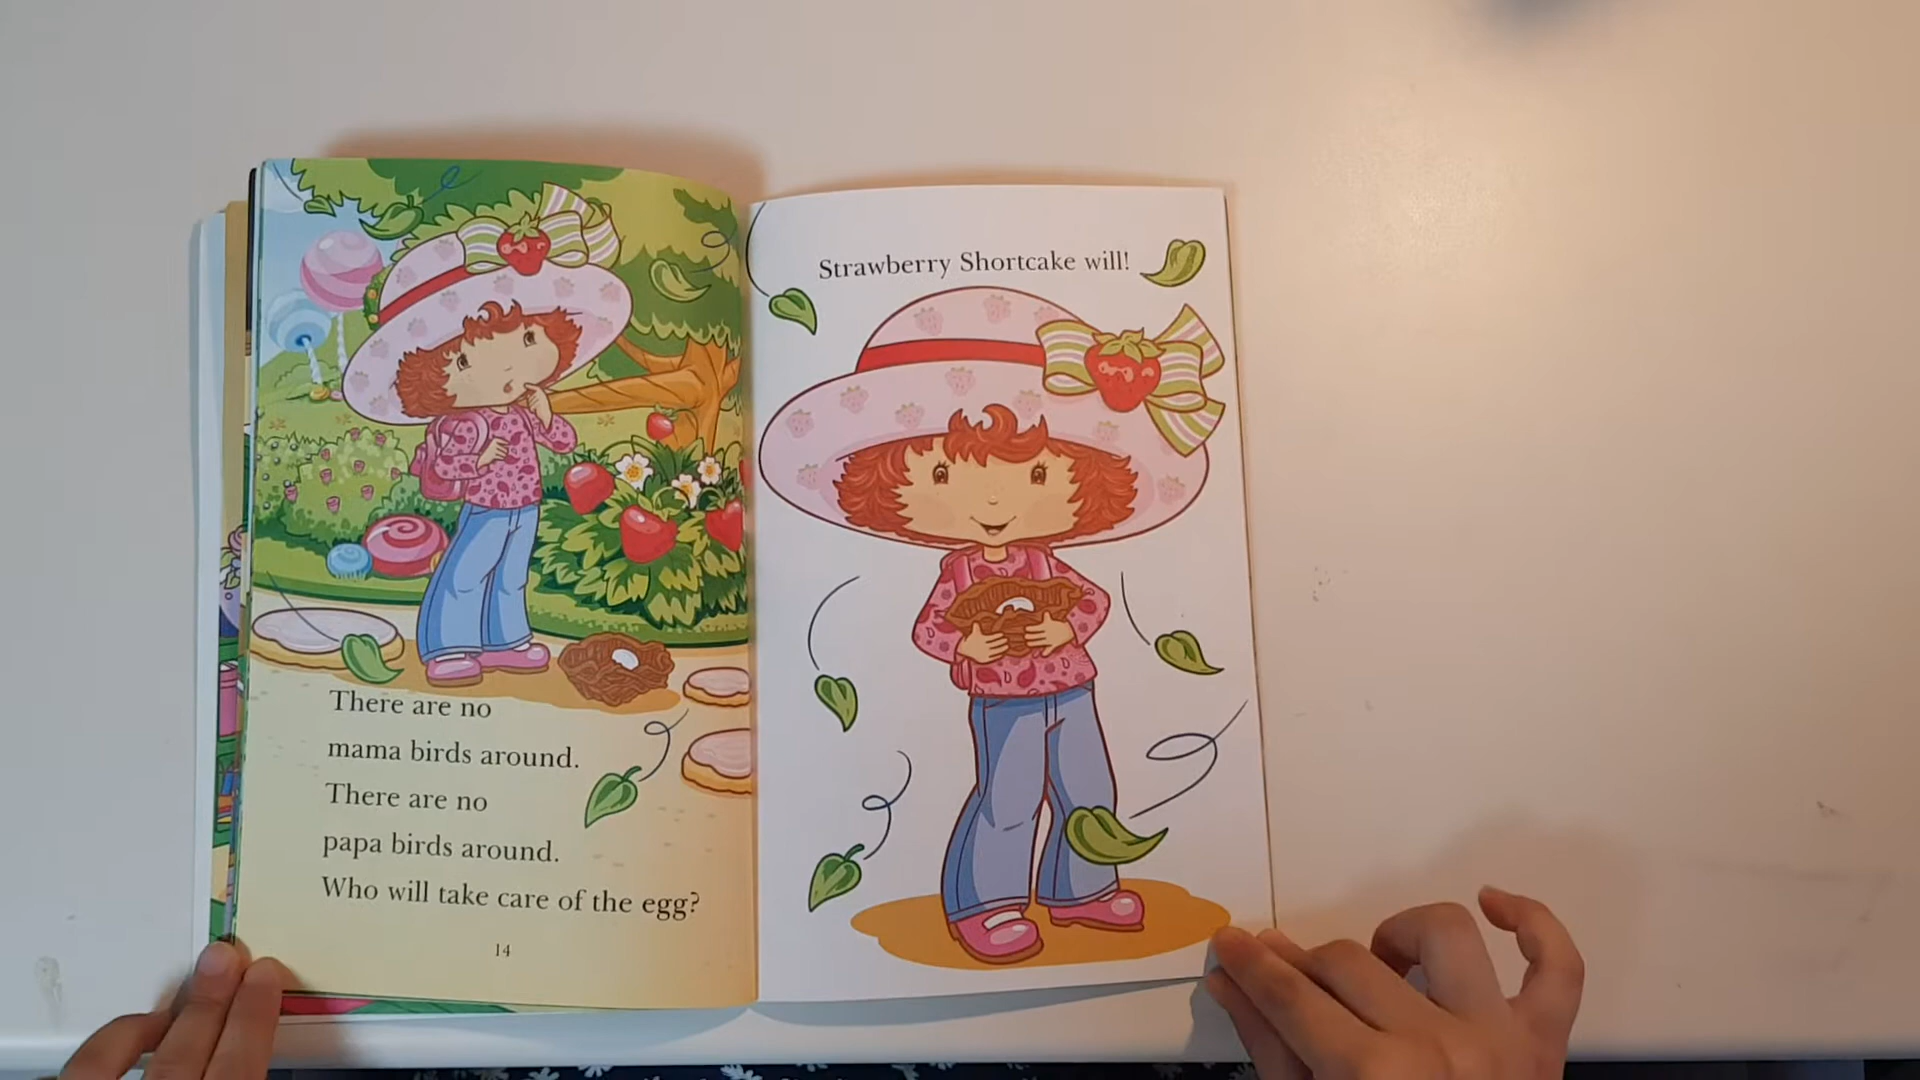 There are no
mama birds around.
There are no
papa birds around.
Who will take care of the egg?
14
Strawberry Shortcake will!